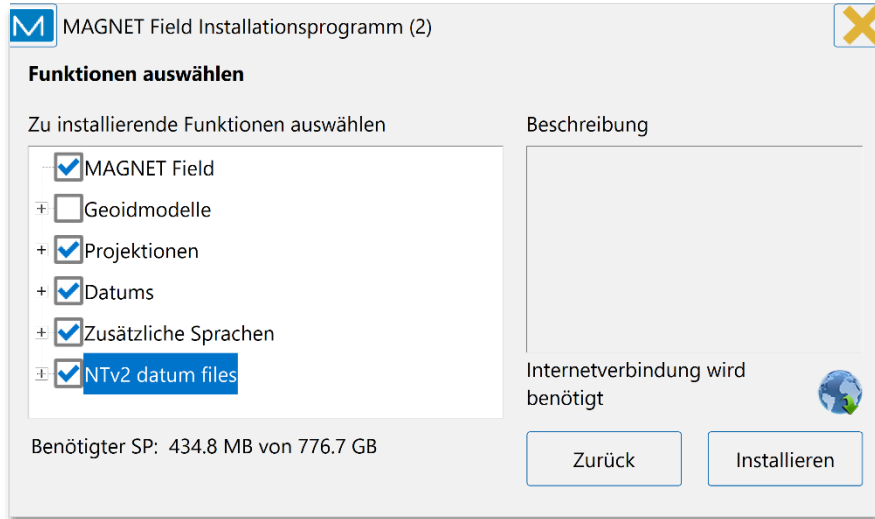 MAGNET Field Installationsprogramm (2)
Funktionen auswählen
Zu installierende Funktionen auswählen
Beschreibung
MAGNET Field
Geoidmodelle
Projektionen
Datums
Zusätzliche Sprachen
NTv2 datum files
Internetverbindung wird
benötigt
Benötigter SP: 434.8 MB von 776.7 GB
Zurück
Installieren